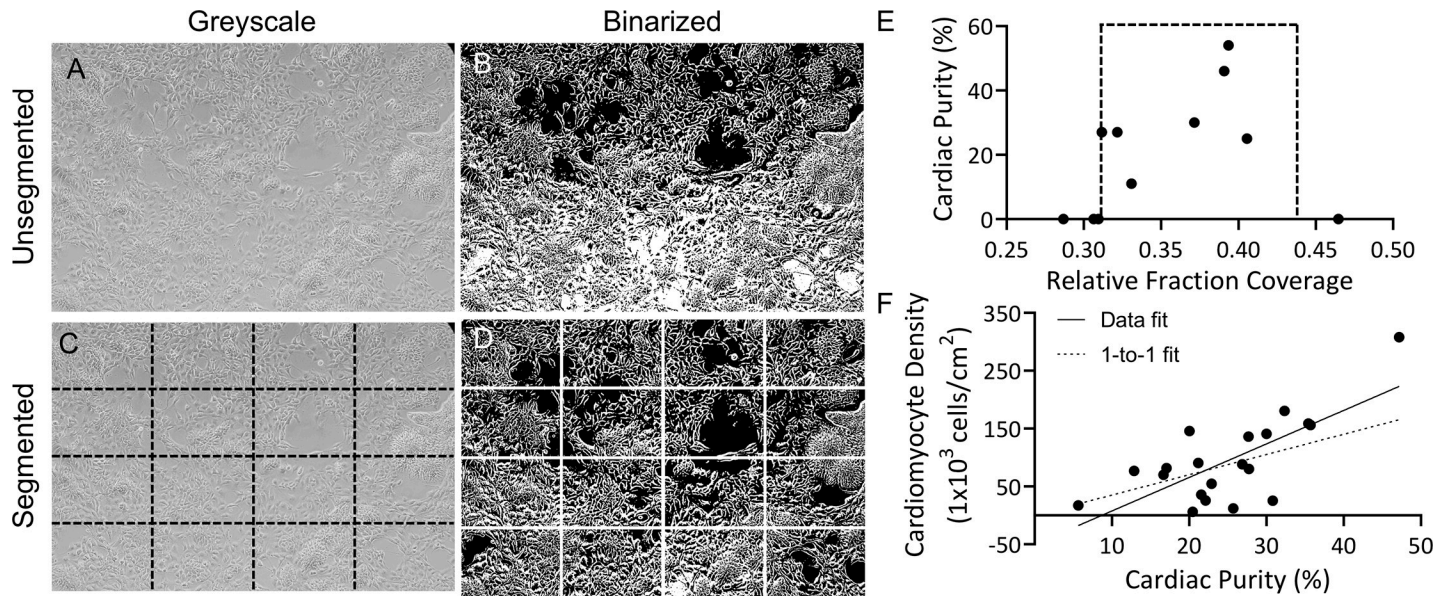 Greyscale
Binarized
Unsegmented
Segmented
A
B
C
D
E
Cardiac Purity (%)
60
40
20
0
0.25 0.30 0.35 0.40 0.45 0.50
Relative Fraction Coverage
F
Cardiomyocyte Density
(1x10³ cells/cm²)
350
250
150
50
-50
Data fit
1-to-1 fit
10 20 30 40 50
Cardiac Purity (%)